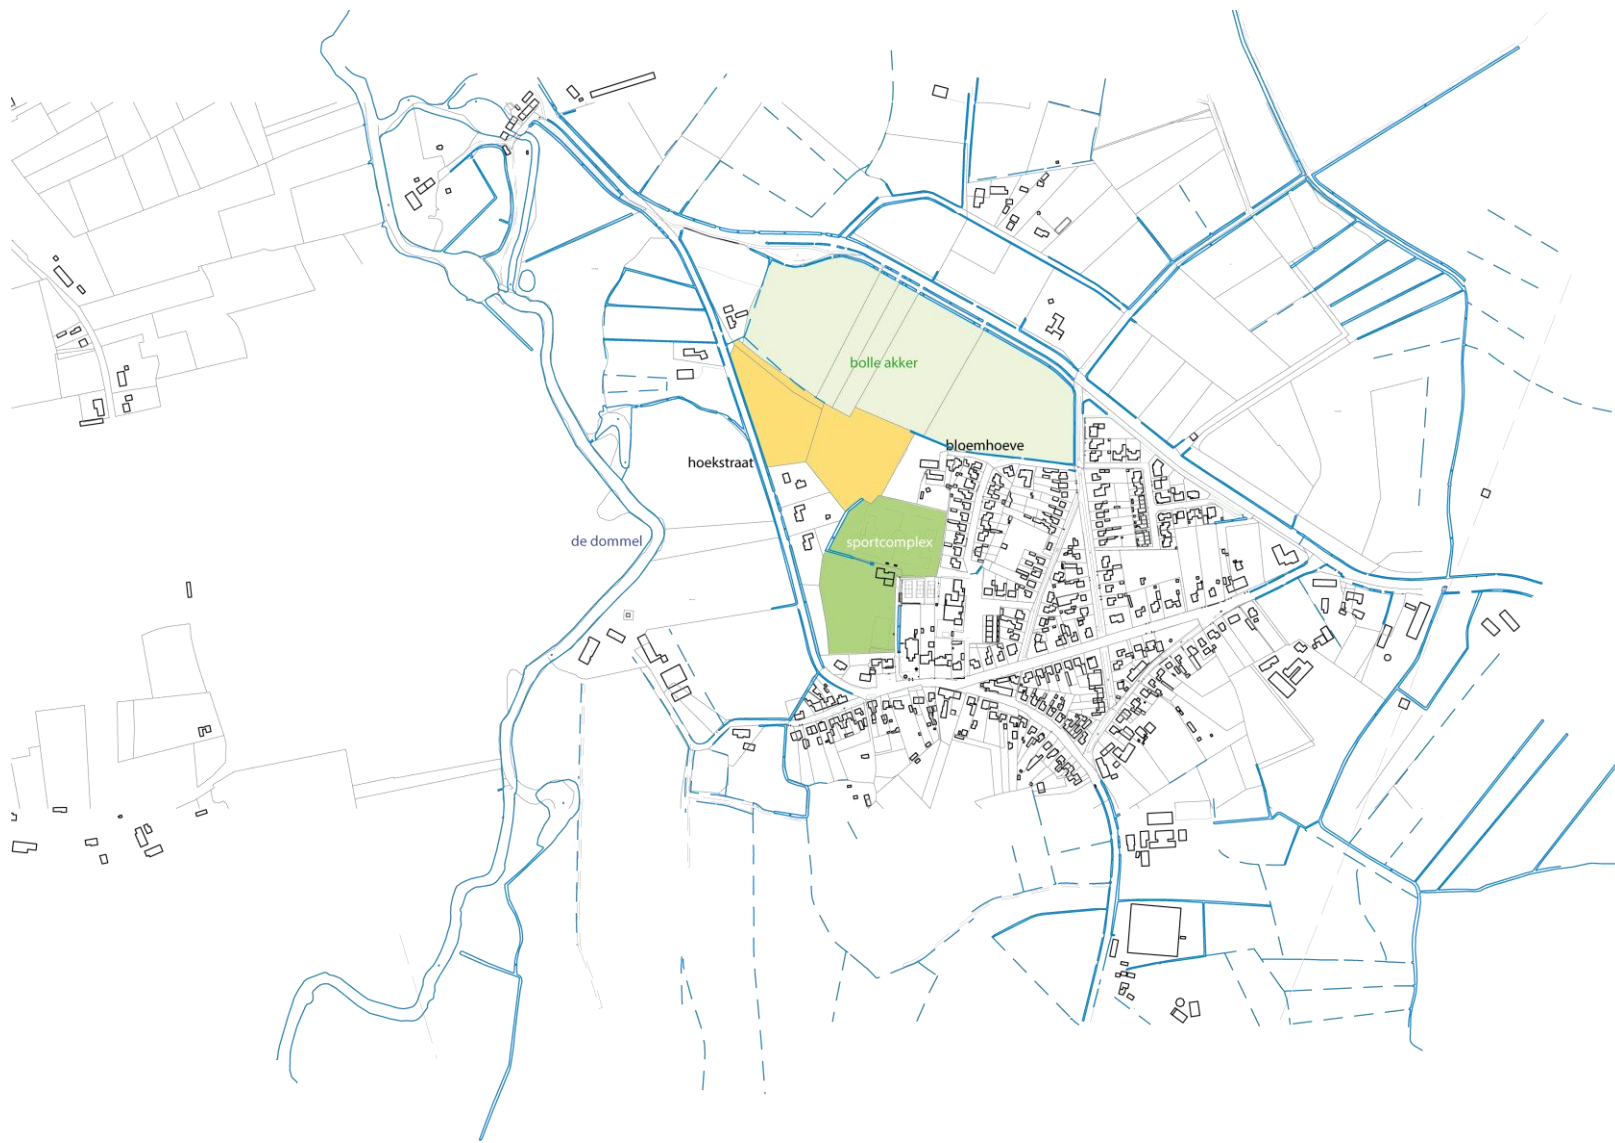 bolle akker
bloemhoeve
hoekstraat
sportcomplex
de dommel